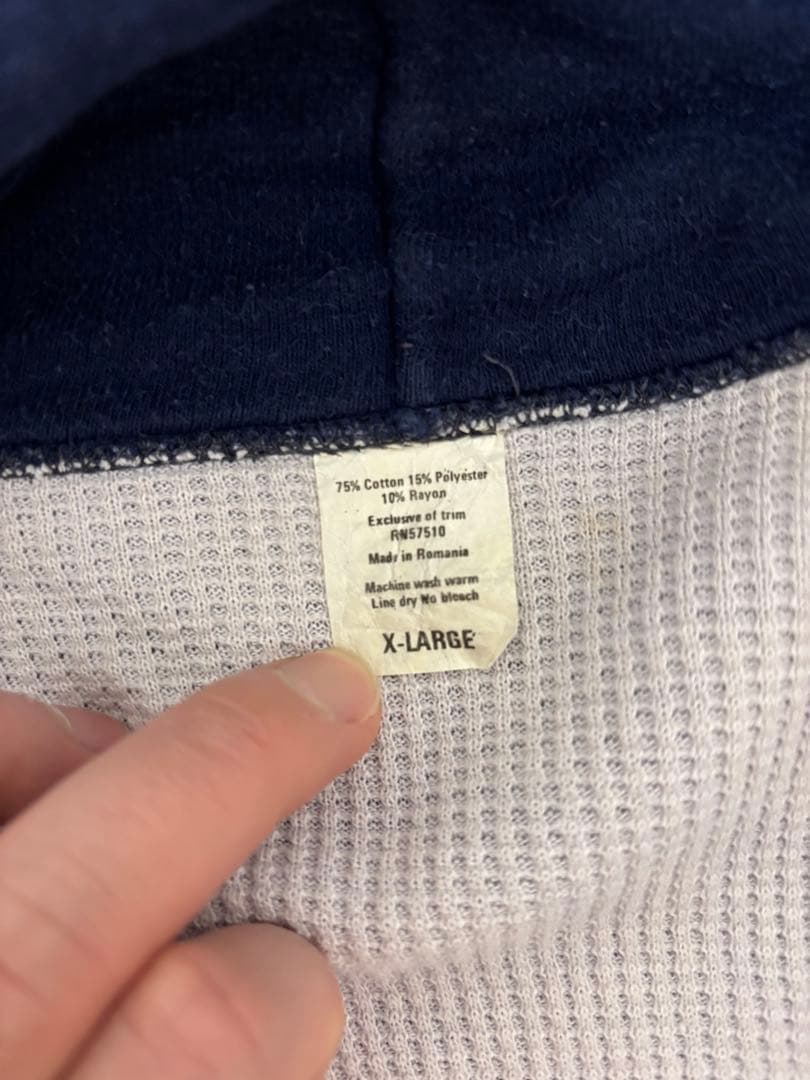 75% Cotton 15% Polyester
10% Rayon
Exclusive of trim
RN57510
Made in Romania
Machine wash warm
Line dry No bleach
X-LARGE